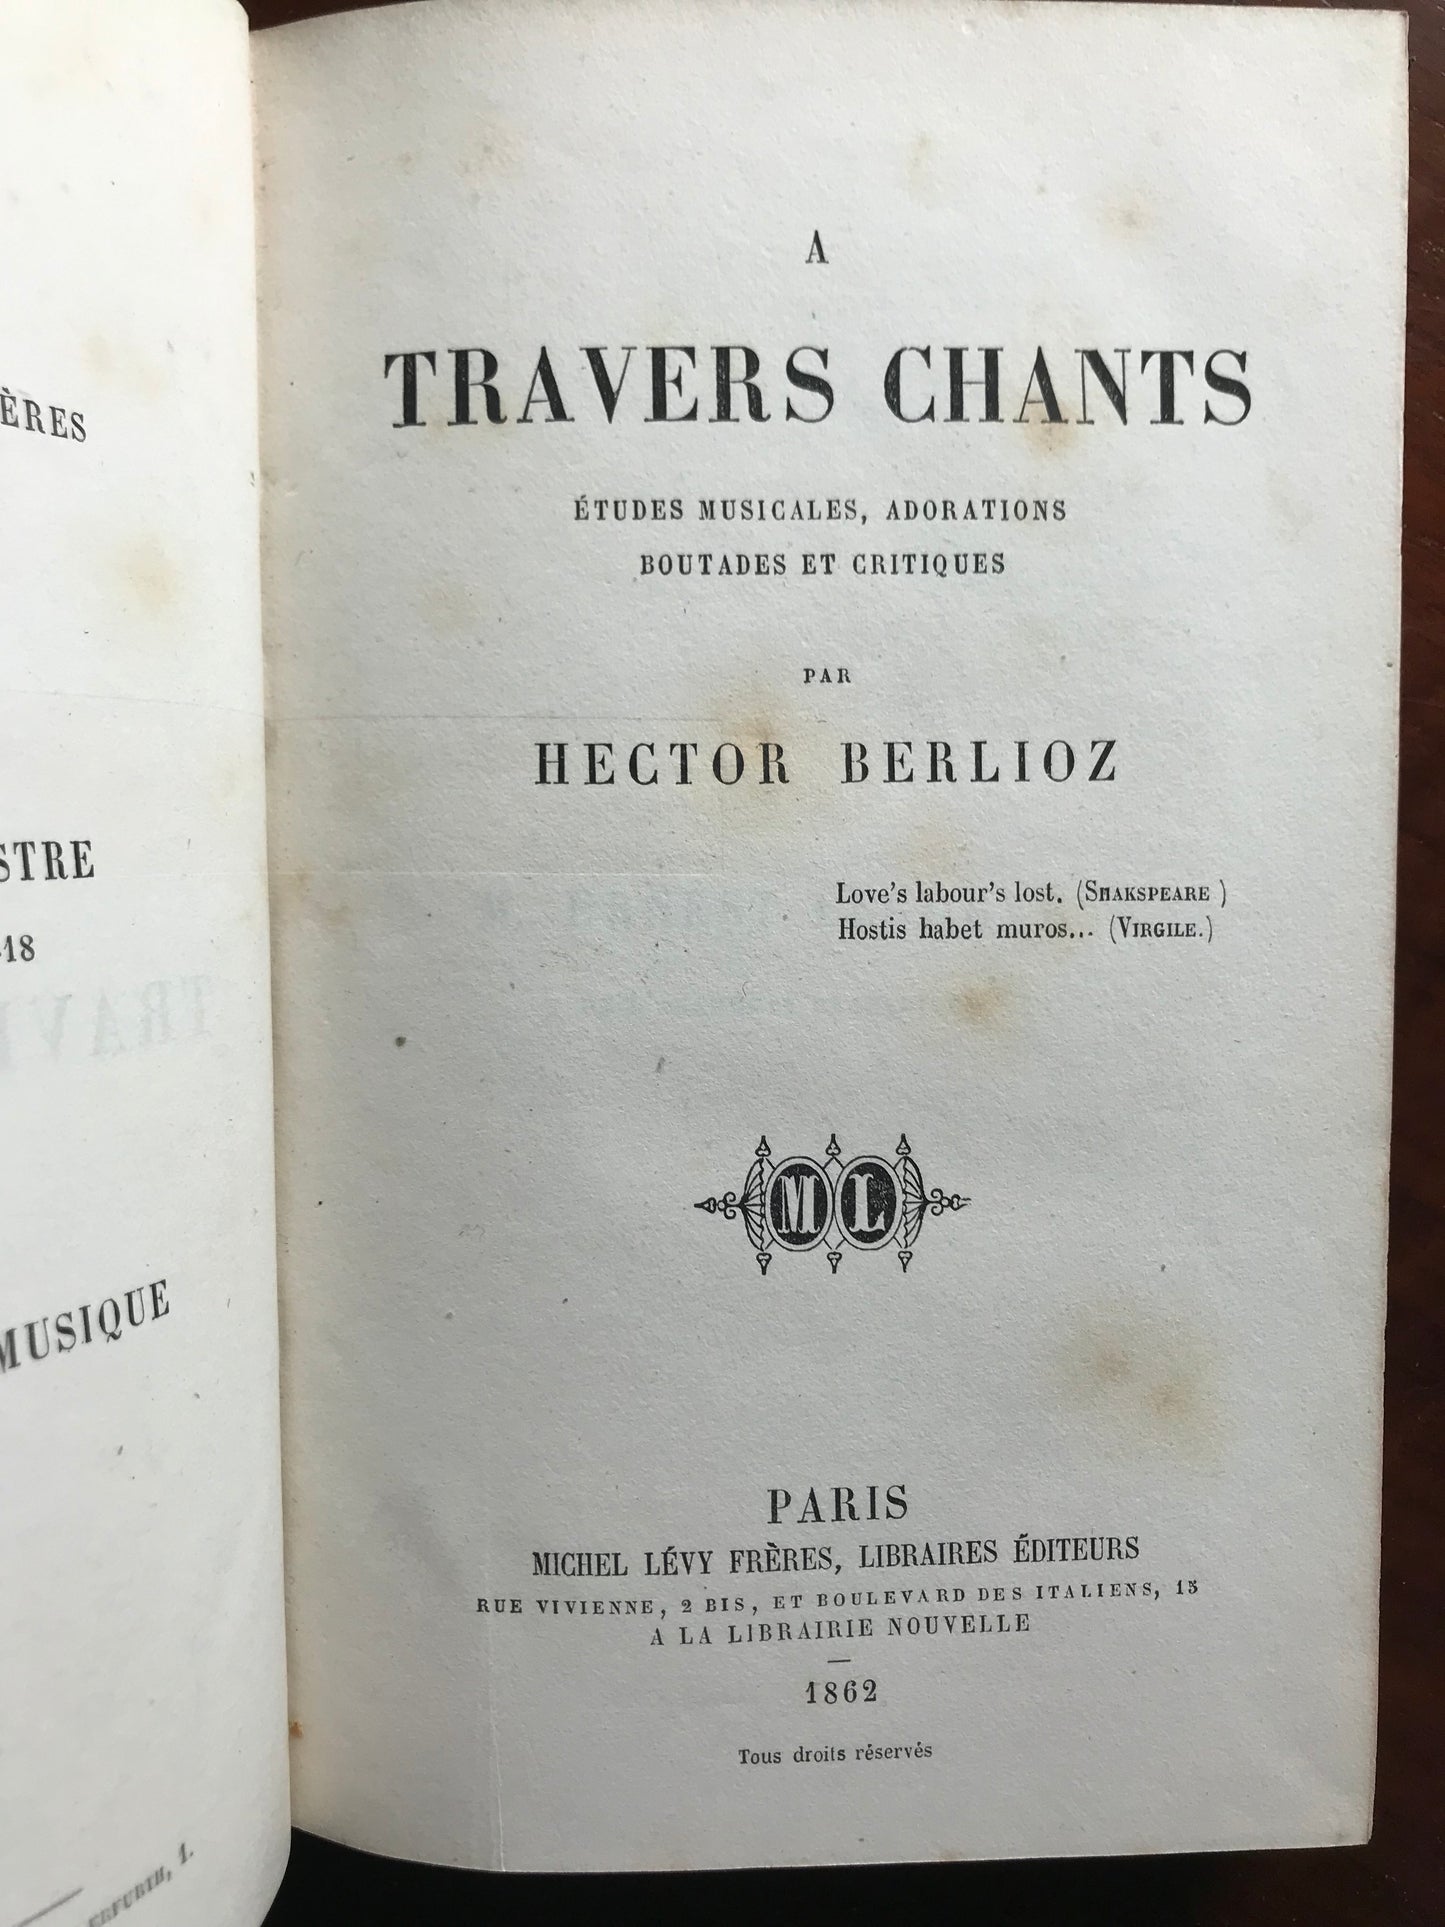 ÈRES
STRE
18
MUSIQUE
A
TRAVERS CHANTS
ÉTUDES MUSICALES, ADORATIONS
BOUTADES ET CRITIQUES
PAR
HECTOR BERLIOZ
Love's labour's lost. (SHAKSPEARE )
Hostis habet muros... (VIRGILE.)
ML
PARIS
MICHEL LÉVY FRÈRES, LIBRAIRES ÉDITEURS
RUE VIVIENNE, 2 BIS, ET BOULEVARD DES ITALIENS, 15
A LA LIBRAIRIE NOUVELLE
1862
Tous droits réservés